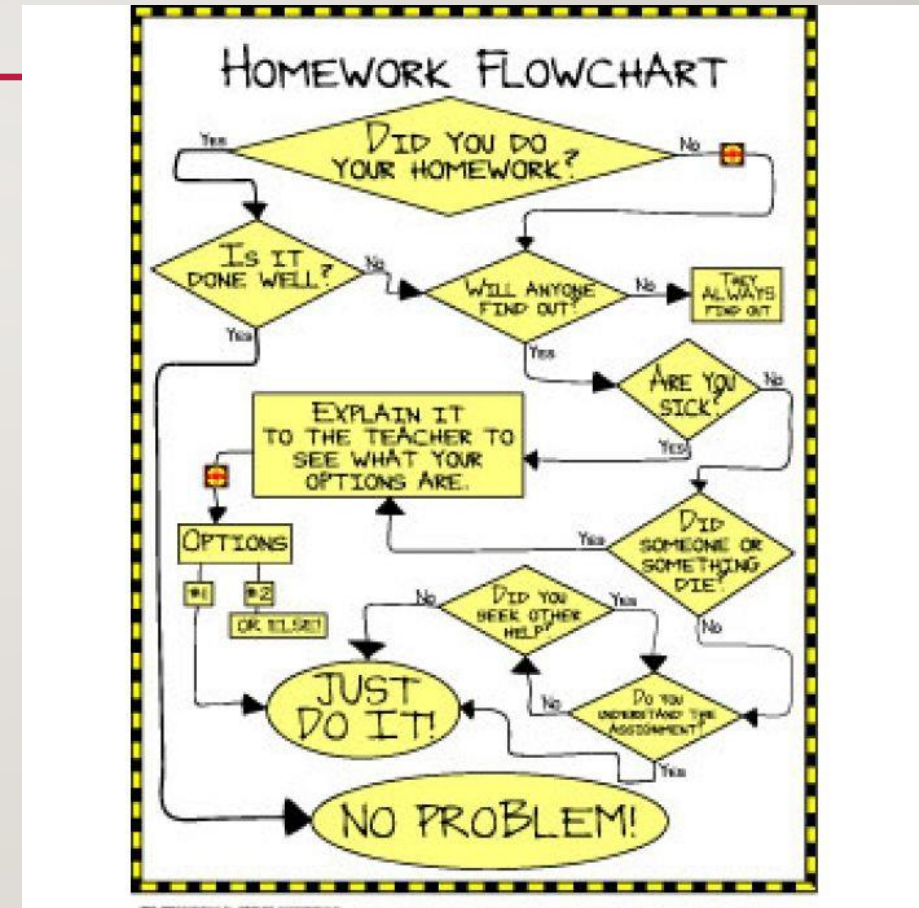 HOMEWORK FLOWCHART
DID YOU DO
YOUR HOMEWORK?
YES
NO
IS IT
DONE WELL?
NO
YES
WILL ANYONE
FIND OUT?
NO
THEY
ALWAYS
FIND OUT
YES
ARE YOU
SICK?
NO
YES
EXPLAIN IT
TO THE TEACHER TO
SEE WHAT YOUR
OPTIONS ARE.
DID
SOMEONE OR
SOMETHING
DIE?
YES
NO
OPTIONS
#1
#2
OR ELSE!
DID YOU
SEEK OTHER
HELP?
NO
YES
DO YOU
UNDERSTAND THE
ASSIGNMENT?
NO
YES
JUST
DO IT!
NO PROBLEM!